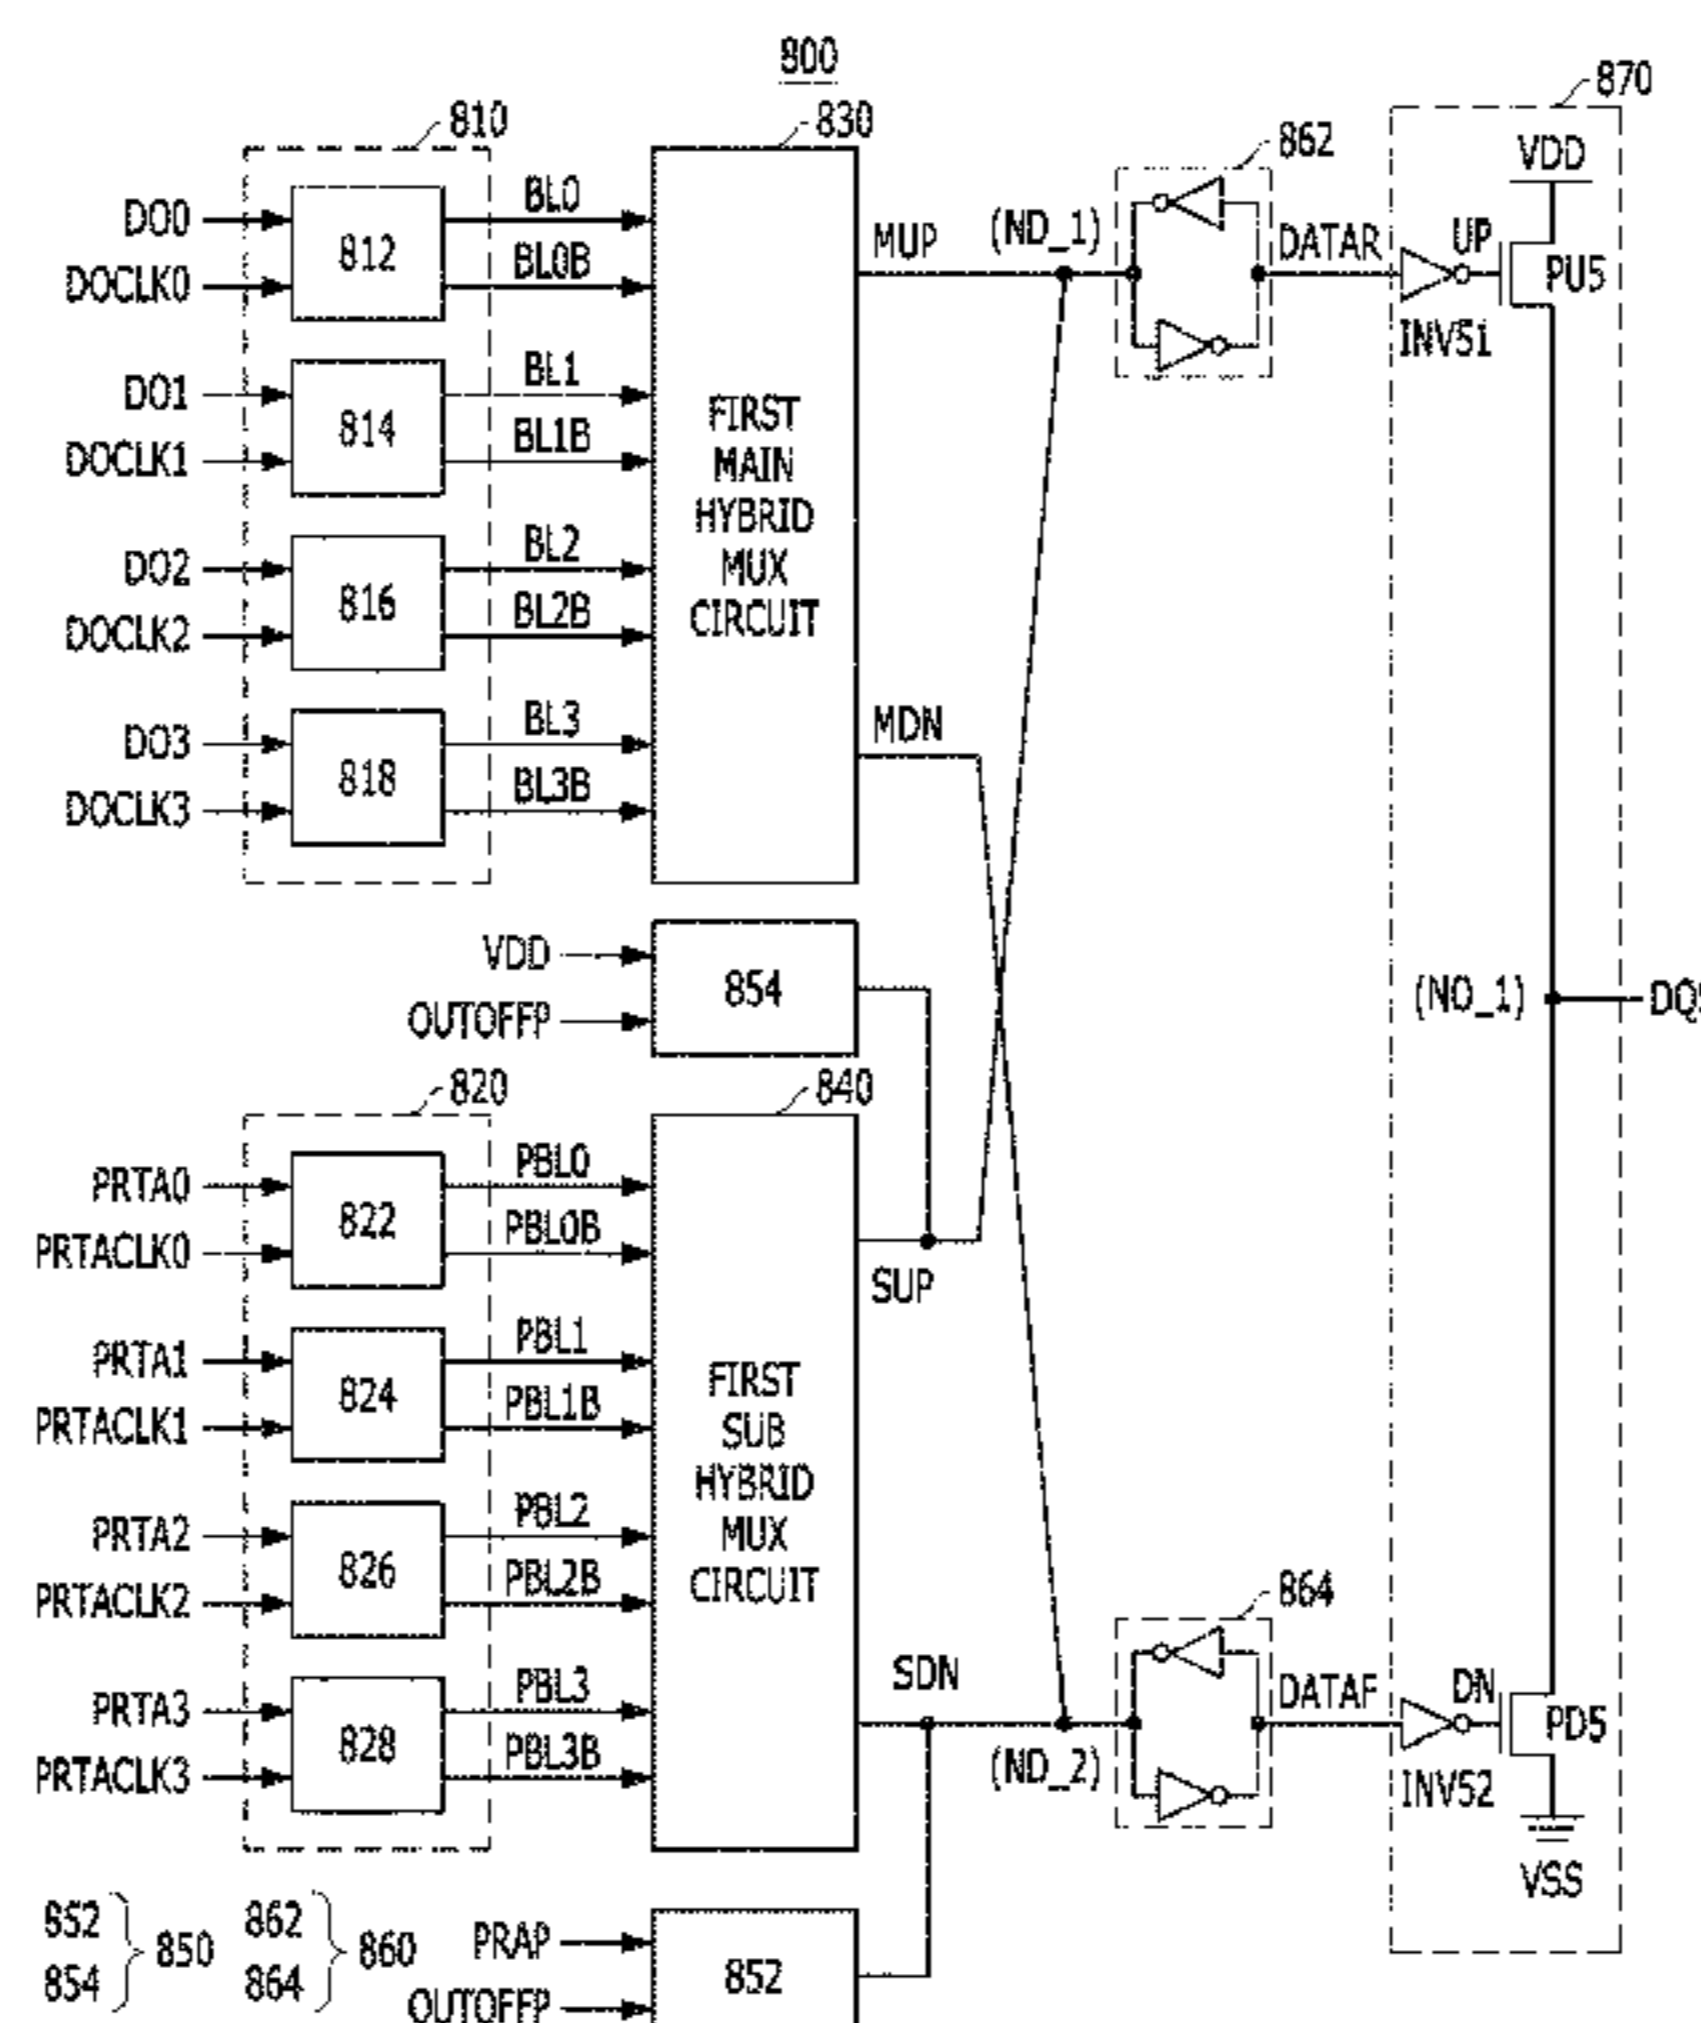 800
810
830
862
870
DO0
DOCLK0
812
BL0
BL0B
DO1
DOCLK1
814
BL1
BL1B
DO2
DOCLK2
816
BL2
BL2B
DO3
DOCLK3
818
BL3
BL3B
FIRST
MAIN
HYBRID
MUX
CIRCUIT
MUP
(ND_1)
DATAR
UP
VDD
PU5
INV51
MDN
VDD
OUTOFFP
854
(NO_1)
820
840
PRTA0
PRTACLK0
822
PBL0
PBL0B
PRTA1
PRTACLK1
824
PBL1
PBL1B
PRTA2
PRTACLK2
826
PBL2
PBL2B
PRTA3
PRTACLK3
828
PBL3
PBL3B
FIRST
SUB
HYBRID
MUX
CIRCUIT
SUP
SDN
(ND_2)
864
DATAF
DN
PD5
INV52
VSS
852
854
850
862
864
860
PRAP
OUTOFFP
852